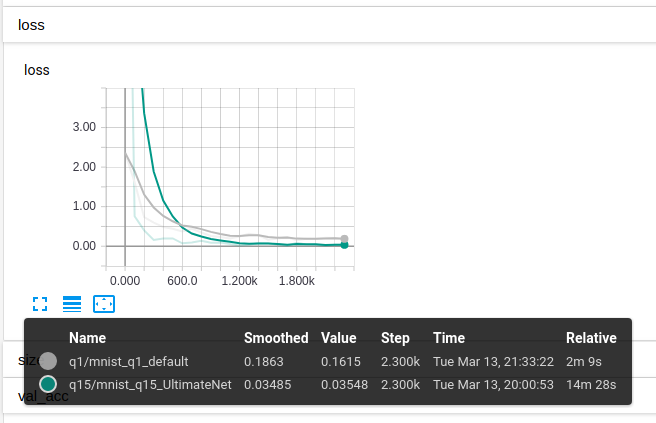 loss
loss
3.00
2.00
1.00
0.00
0.000 600.0 1.200k 1.800k
Name Smoothed Value Step Time Relative
size
q1/mnist_q1_default 0.1863 0.1615 2.300k Tue Mar 13, 21:33:22 2m 9s
q15/mnist_q15_UltimateNet 0.03485 0.03548 2.300k Tue Mar 13, 20:00:53 14m 28s
val_acc